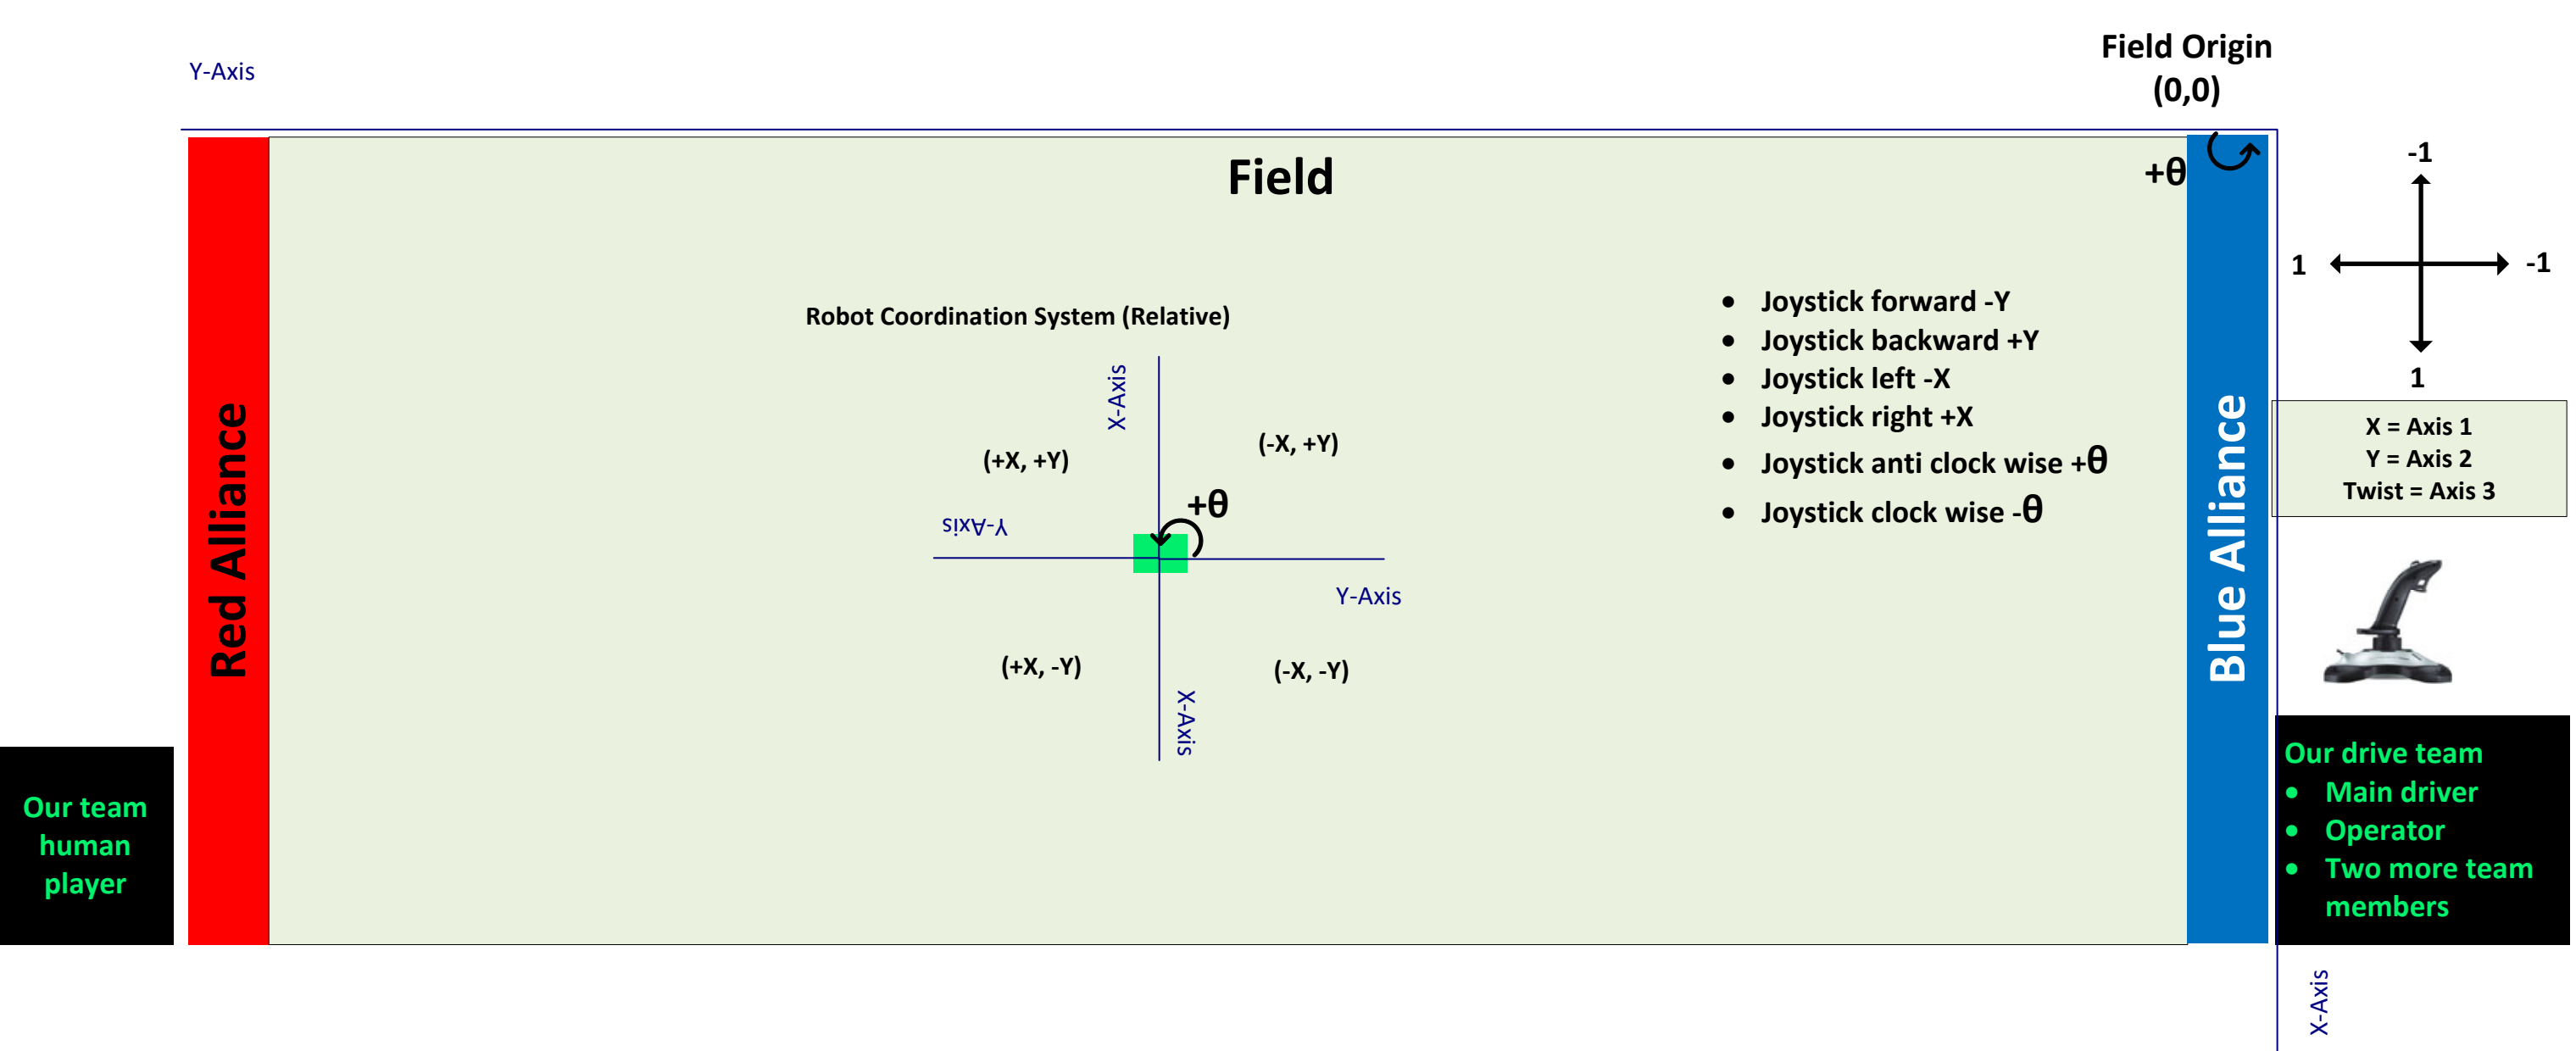 Field Origin
(0,0)
Y-Axis
Field
+θ
-1
1
-1
1
Robot Coordination System (Relative)
X-Axis
(+X, +Y)
(-X, +Y)
+θ
Y-Axis
Y-Axis
(+X, -Y)
(-X, -Y)
X-Axis
• Joystick forward -Y
• Joystick backward +Y
• Joystick left -X
• Joystick right +X
• Joystick anti clock wise +θ
• Joystick clock wise -θ
Red Alliance
Blue Alliance
X = Axis 1
Y = Axis 2
Twist = Axis 3
Our team
human
player
Our drive team
• Main driver
• Operator
• Two more team
members
X-Axis